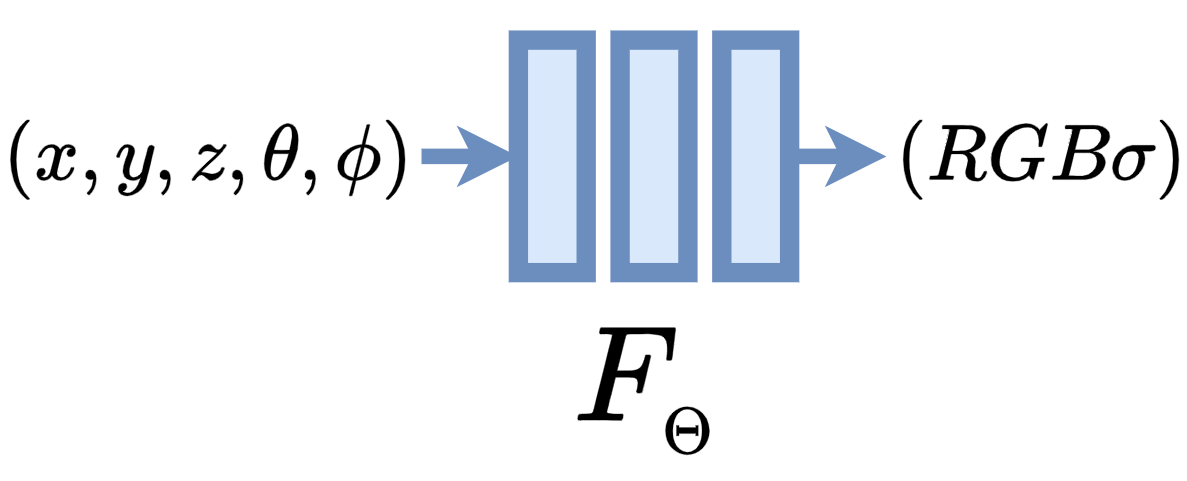 (x, y, z, θ, ϕ) (RGBσ)
F_Θ